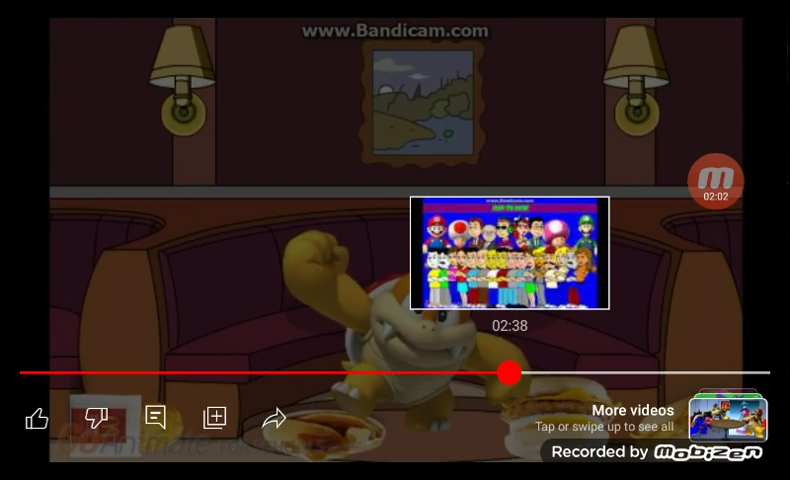 www.Bandicam.com
02:02
02:38
More videos
Tap or swipe up to see all
GoAnimate
Recorded by mobizen